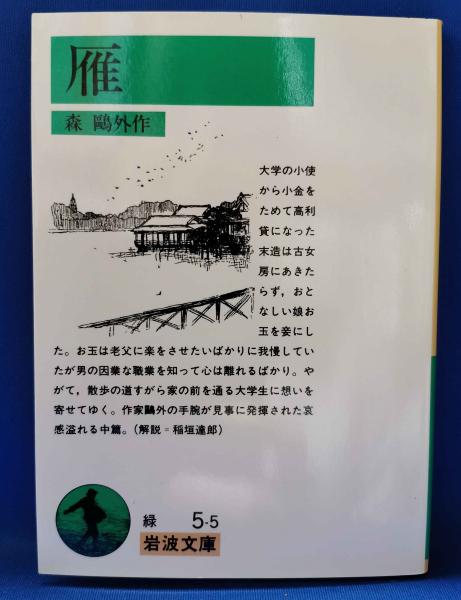 雁
森 鷗外作
大学の小使
から小金を
ためて高利
貸になった
末造は古女
房にあきた
らず，おと
なしい娘お
玉を妾にし
た。お玉は老父に楽をさせたいばかりに我慢してい
たが男の因業な職業を知って心は離れるばかり。や
がて，散歩の道すがら家の前を通る大学生に想いを
寄せてゆく。作家鷗外の手腕が見事に発揮された哀
感溢れる中篇。（解説＝稲垣達郎）
緑 5-5
岩波文庫